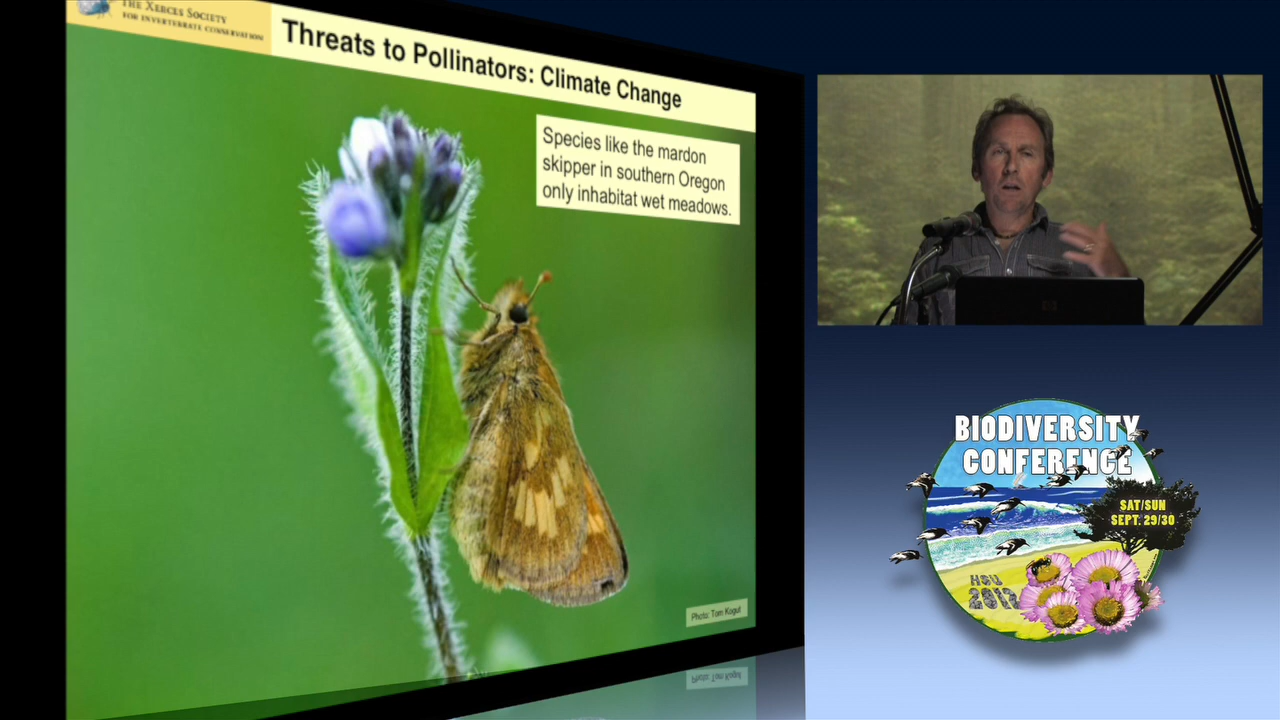 THE XERCES SOCIETY
FOR INVERTEBRATE CONSERVATION
Threats to Pollinators: Climate Change
Species like the mardon
skipper in southern Oregon
only inhabitat wet meadows.
Photo: Tom Kogut
BIODIVERSITY
CONFERENCE
SAT/SUN
SEPT. 29/30
HSU
2012